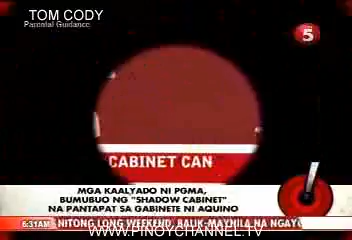 TOM CODY
Parental Guidance
5
CABINET CAN
MGA KAALYADO NI PGMA,
BUMUBUO NG "SHADOW CABINET"
NA PANTAPAT SA GABINETE NI AQUINO
6:31AM NITONG LONG WEEKEND, BALIK-MAYNILA NA NGAYO
WWW.PINOYCHANNEL.TV